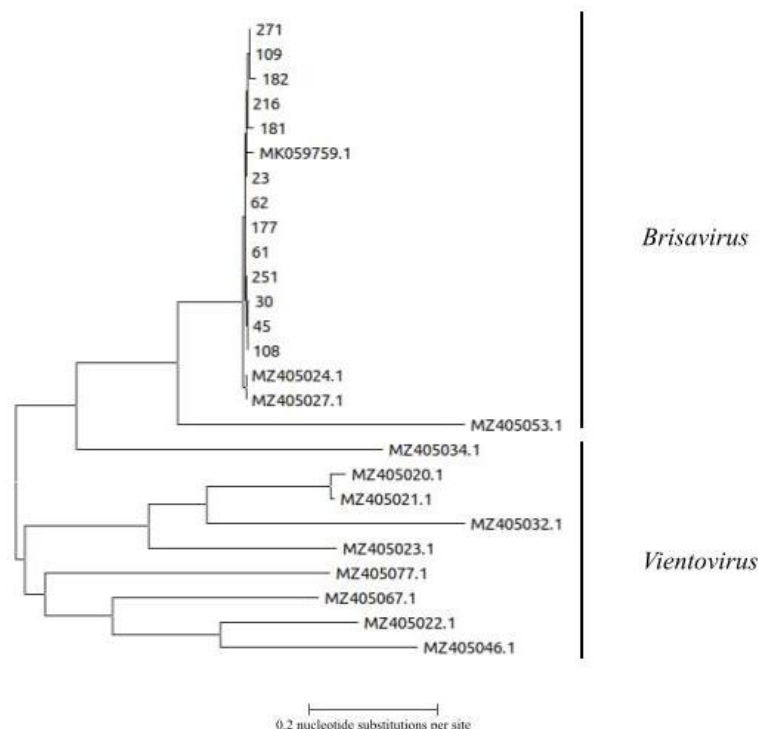 271
109
182
216
181
MK059759.1
23
62
177
61
251
30
45
108
MZ405024.1
MZ405027.1
MZ405053.1
MZ405034.1
MZ405020.1
MZ405021.1
MZ405032.1
MZ405023.1
MZ405077.1
MZ405067.1
MZ405022.1
MZ405046.1
Brisavirus
Vientovirus
0.2 nucleotide substitutions per site